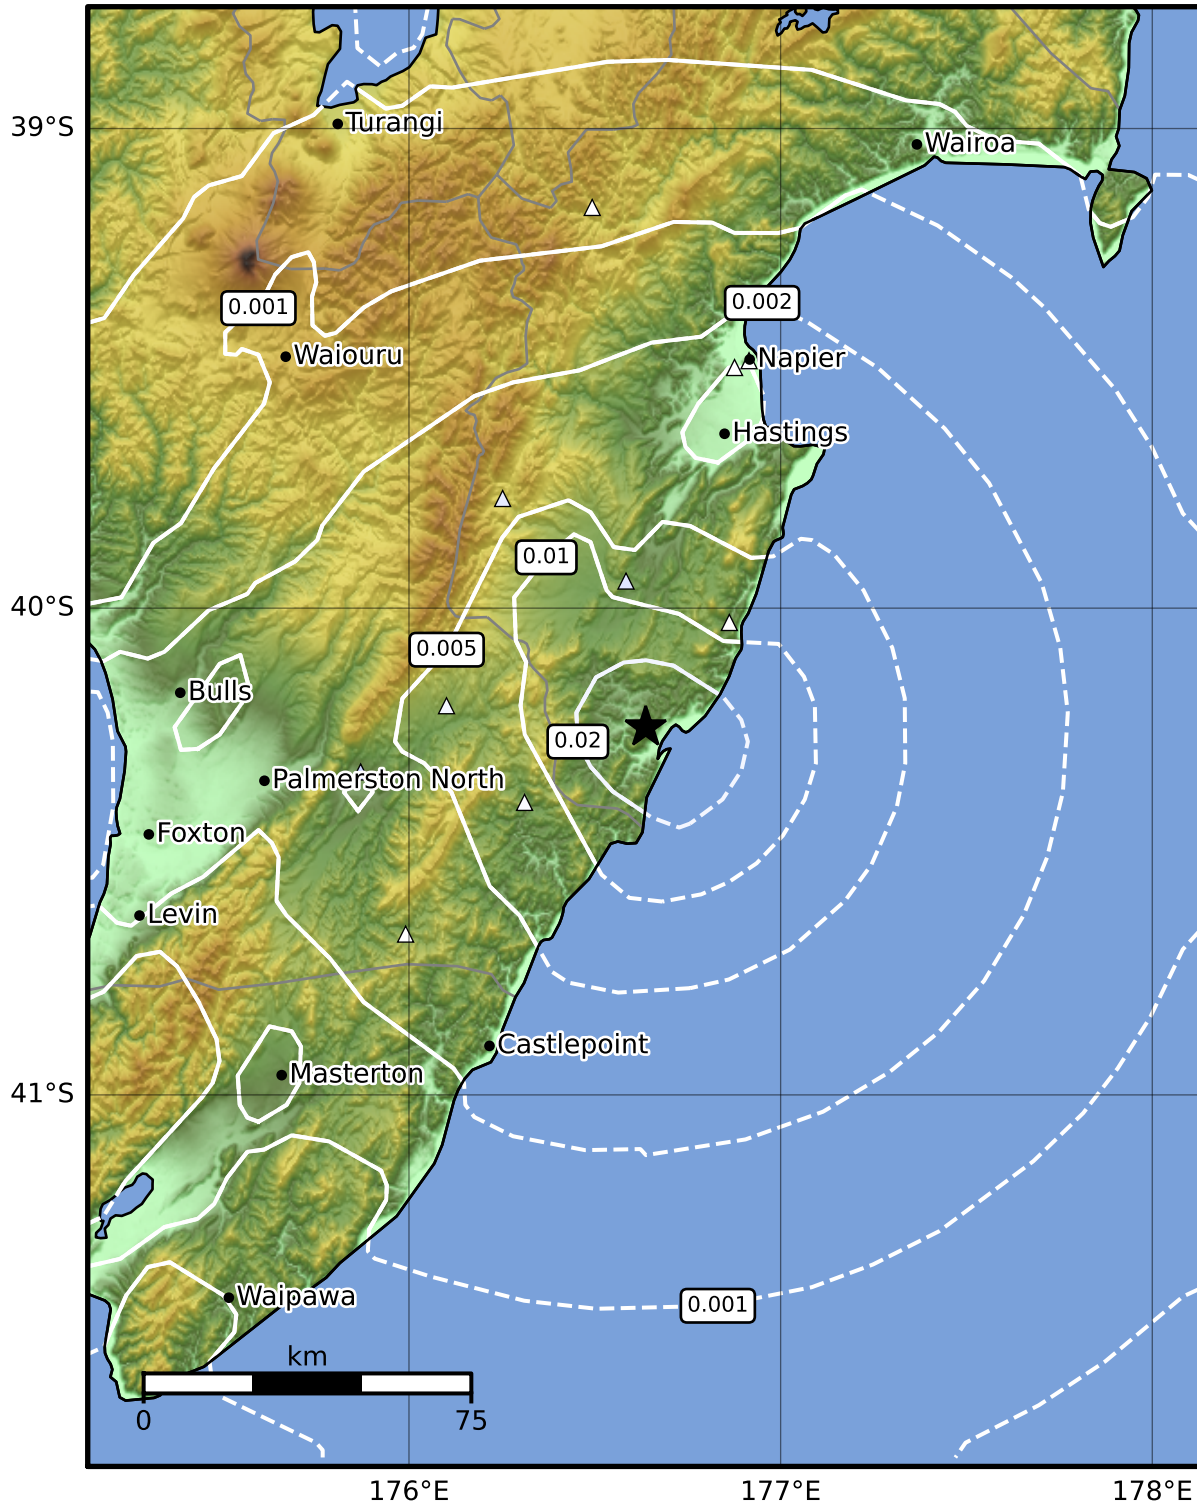 39°S
Turangi
Wairoa
0.001
0.002
Waiouru
Napier
Hastings
0.01
40°S
0.005
Bulls
0.02
Palmerston North
Foxton
Levin
Castlepoint
Masterton
41°S
Waipawa
0.001
km
0
75
176°E
177°E
178°E